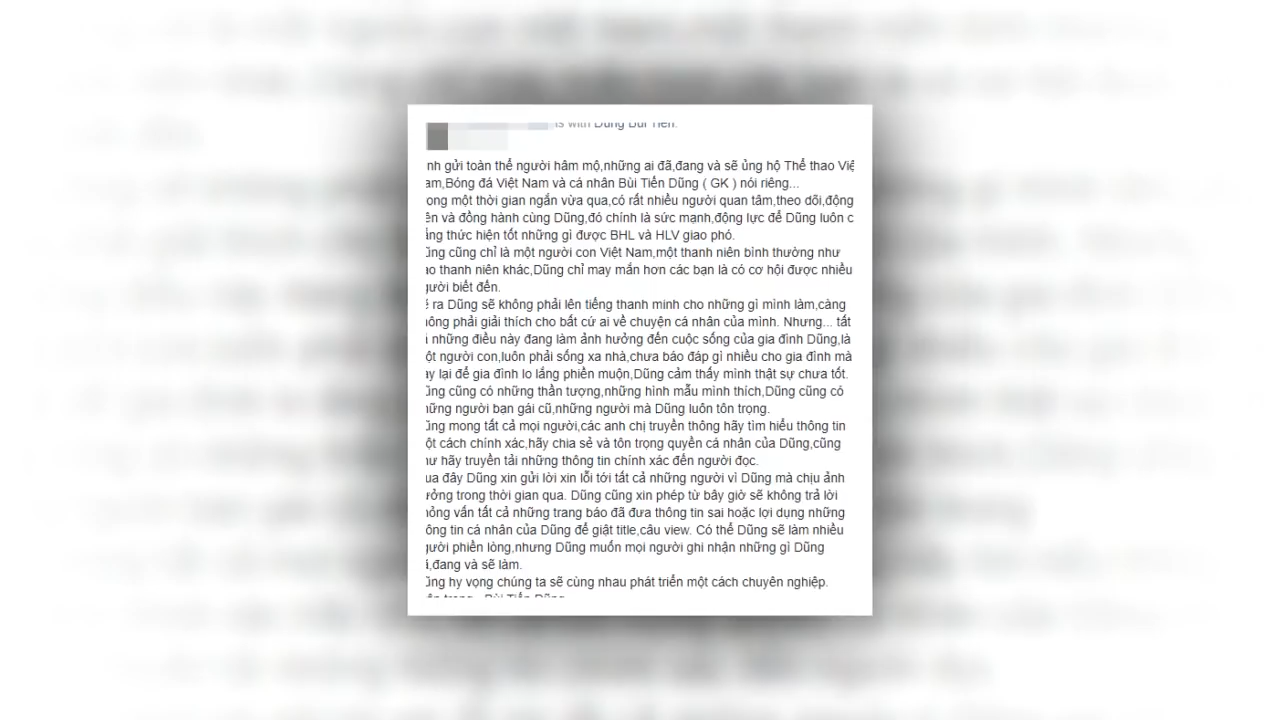 is with Dũng Bùi Tiến.
nh gửi toàn thể người hâm mộ,những ai đã,đang và sẽ ủng hộ Thể thao Việ
am,Bóng đá Việt Nam và cá nhân Bùi Tiến Dũng ( GK ) nói riêng...
ong một thời gian ngắn vừa qua,có rất nhiều người quan tâm,theo dõi,động
ên và đồng hành cùng Dũng,đó chính là sức mạnh,động lực để Dũng luôn c
ắng thực hiện tốt những gì được BHL và HLV giao phó.
ũng cũng chỉ là một người con Việt Nam,một thanh niên bình thường như
ao thanh niên khác,Dũng chỉ may mắn hơn các bạn là có cơ hội được nhiều
gười biết đến.
ẽ ra Dũng sẽ không phải lên tiếng thanh minh cho những gì mình làm,càng
hông phải giải thích cho bất cứ ai về chuyện cá nhân của mình. Nhưng... tất
ả những điều này đang làm ảnh hưởng đến cuộc sống của gia đình Dũng,là
ột người con,luôn phải sống xa nhà,chưa báo đáp gì nhiều cho gia đình mà
ay lại để gia đình lo lắng phiền muộn,Dũng cảm thấy mình thật sự chưa tốt.
ũng cũng có những thần tượng,những hình mẫu mình thích,Dũng cũng có
hững người bạn gái cũ,những người mà Dũng luôn tôn trọng.
ũng mong tất cả mọi người,các anh chị truyền thông hãy tìm hiểu thông tin
ột cách chính xác,hãy chia sẻ và tôn trọng quyền cá nhân của Dũng,cũng
hư hãy truyền tải những thông tin chính xác đến người đọc.
ua đây Dũng xin gửi lời xin lỗi tới tất cả những người vì Dũng mà chịu ảnh
ưởng trong thời gian qua. Dũng cũng xin phép từ bây giờ sẽ không trả lời
hỏng vấn tất cả những trang báo đã đưa thông tin sai hoặc lợi dụng những
ông tin cá nhân của Dũng để giật title,câu view. Có thể Dũng sẽ làm nhiều
gười phiền lòng,nhưng Dũng muốn mọi người ghi nhận những gì Dũng
ã,đang và sẽ làm.
ũng hy vọng chúng ta sẽ cùng nhau phát triển một cách chuyên nghiệp.
ân trọng... Bùi Tiến Dũng